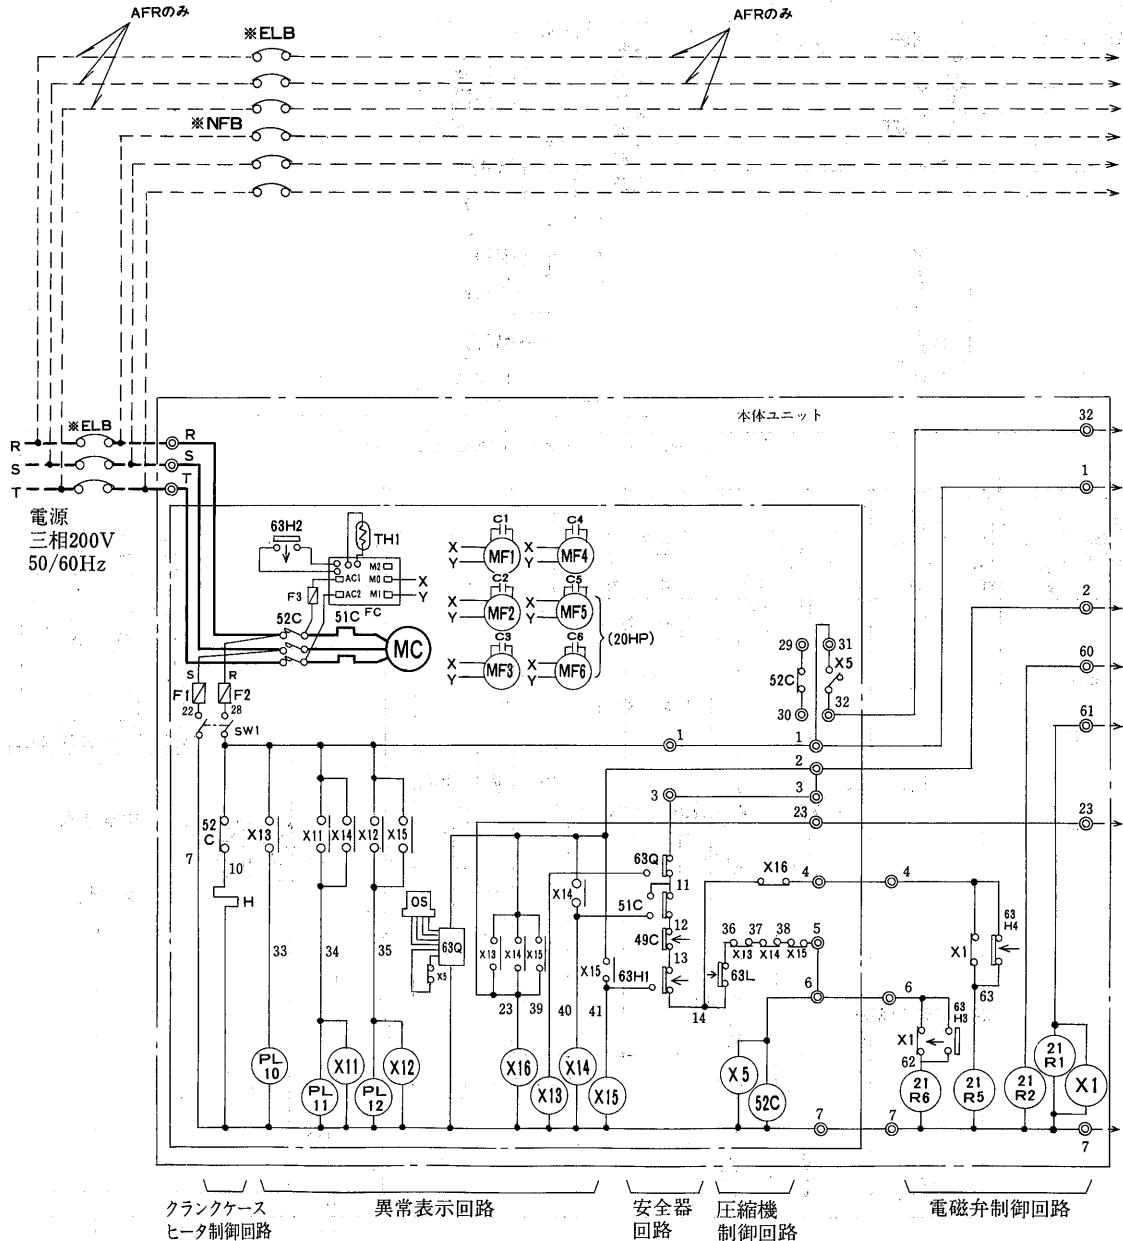 AFRのみ
AFRのみ
※ELB
※NFB
本体ユニット
32
※ELB
R
R
S
S
T
T
1
電源
三相200V
50/60Hz
63H2
TH1
C1
C4
X
Y
MF1
X
Y
MF4
M2
AC1
M0
X
AC2
M1
Y
F3
FC
C2
C5
X
Y
MF2
X
Y
MF5
(20HP)
2
52C
51C
MC
C3
C6
X
Y
MF3
X
Y
MF6
29
31
X5
52C
30
32
60
S
R
F1
F2
22
28
SW1
61
1
1
2
3
3
23
23
52
C
X13
X11
X14
X12
X15
7
10
H
63Q
11
X16
4
4
X14
51C
OS
63Q
X5
12
49C
13
36
37
38
5
X13
X14
X15
X13
X14
X15
X15
63H1
63L
X1
63
H4
33
34
35
23
39
40
41
14
6
6
63
X1
63
H3
62
PL
10
X11
X12
PL
11
PL
12
X16
X14
X13
X15
X5
52C
21
R6
21
R5
21
R2
21
R1
X1
7
7
7
クランクケース
ヒータ制御回路
異常表示回路
安全器
回路
圧縮機
制御回路
電磁弁制御回路